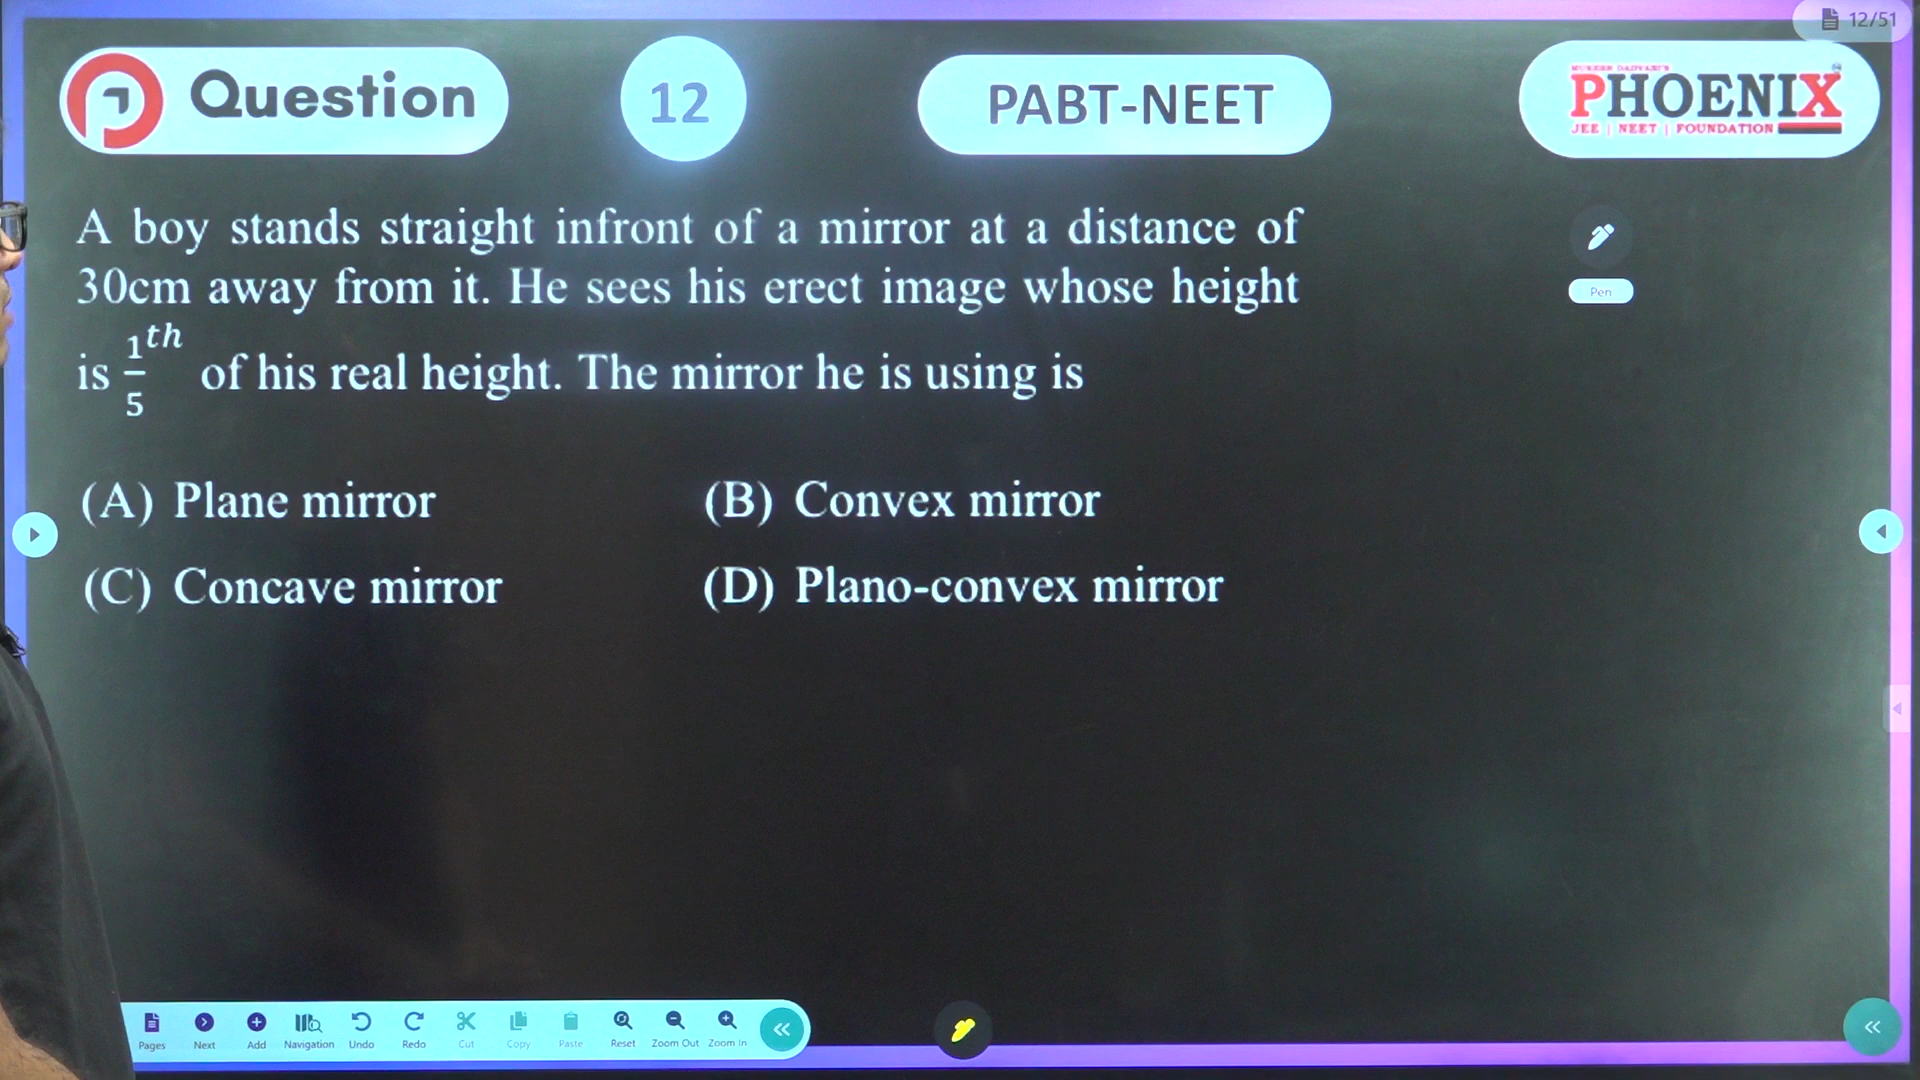 12/51
Question
12
PABT-NEET
MUKESH DADWANI'S
PHOENIX
JEE | NEET | FOUNDATION
A boy stands straight infront of a mirror at a distance of
30cm away from it. He sees his erect image whose height
is 1/5 th of his real height. The mirror he is using is
Pen
(A) Plane mirror
(B) Convex mirror
(C) Concave mirror
(D) Plano-convex mirror
Pages Next Add Navigation Undo Redo Cut Copy Paste Reset Zoom Out Zoom In